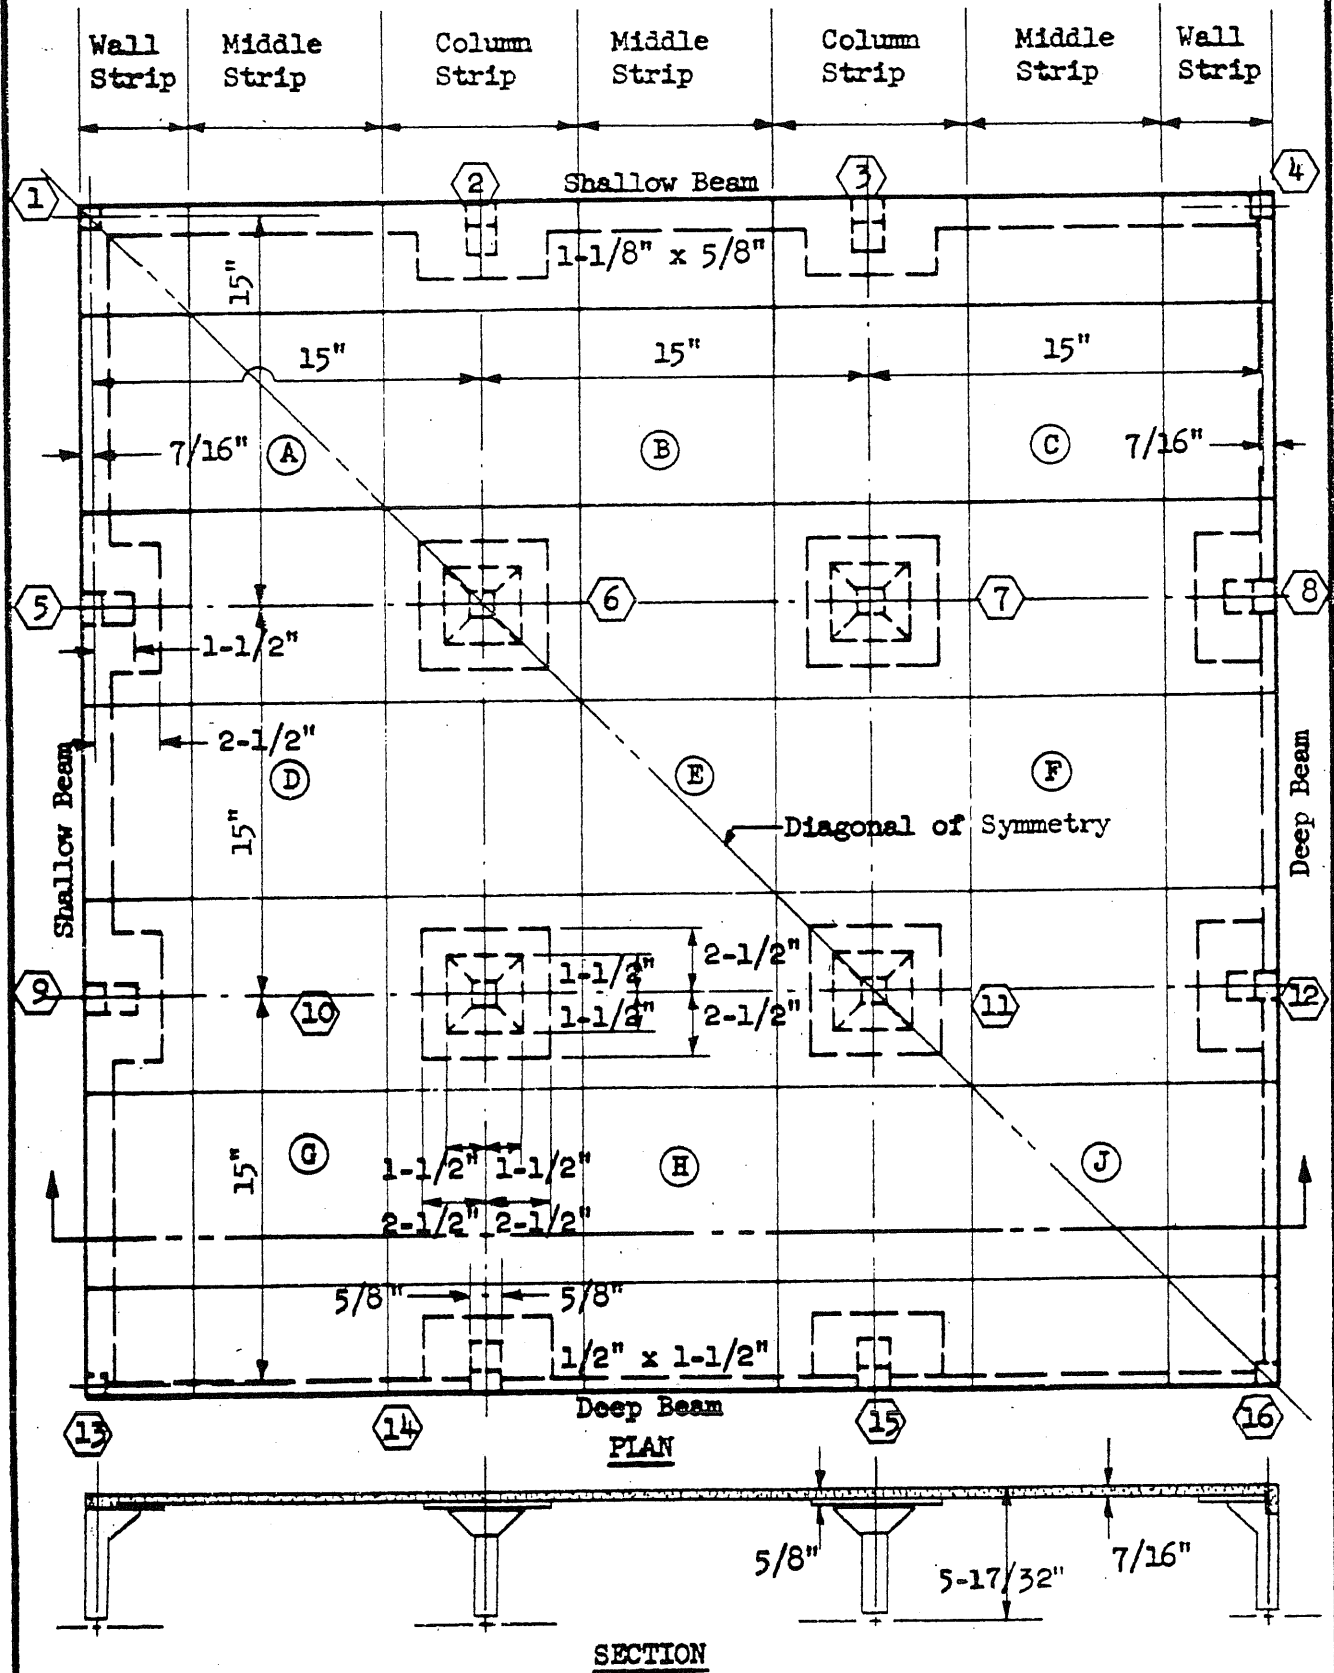 Wall Strip
Middle Strip
Column Strip
Middle Strip
Column Strip
Middle Strip
Wall Strip
1
2
Shallow Beam
3
4
1-1/8" x 5/8"
15"
15"
15"
15"
7/16"
A
B
C
7/16"
5
6
7
8
1-1/2"
2-1/2"
Shallow Beam
D
15"
E
F
Deep Beam
Diagonal of Symmetry
9
10
1-1/2"
2-1/2"
1-1/2"
2-1/2"
11
12
G
15"
1-1/2" 1-1/2"
H
J
2-1/2" 2-1/2"
5/8"
5/8"
1/2" x 1-1/2"
13
14
Deep Beam
15
16
PLAN
5/8"
5-17/32"
7/16"
SECTION